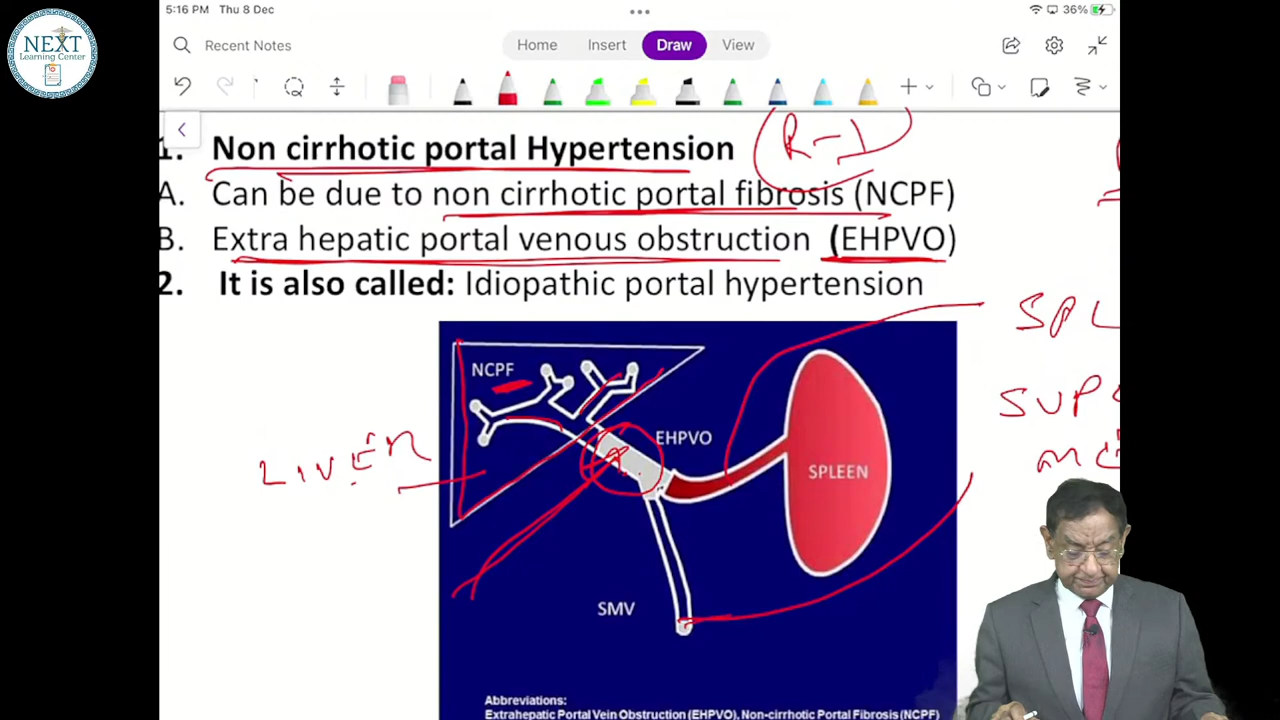 5:16 PM Thu 8 Dec
36%
NEXT
Learning Center
Recent Notes
Home Insert Draw View
1. Non cirrhotic portal Hypertension
R-1
A. Can be due to non cirrhotic portal fibrosis (NCPF)
B. Extra hepatic portal venous obstruction (EHPVO)
2. It is also called: Idiopathic portal hypertension
SPL
NCPF
SUPE
EHPVO
LIVER
SPLEEN
SMV
Abbreviations:
Extrahepatic Portal Vein Obstruction (EHPVO), Non-cirrhotic Portal Fibrosis (NCPF)